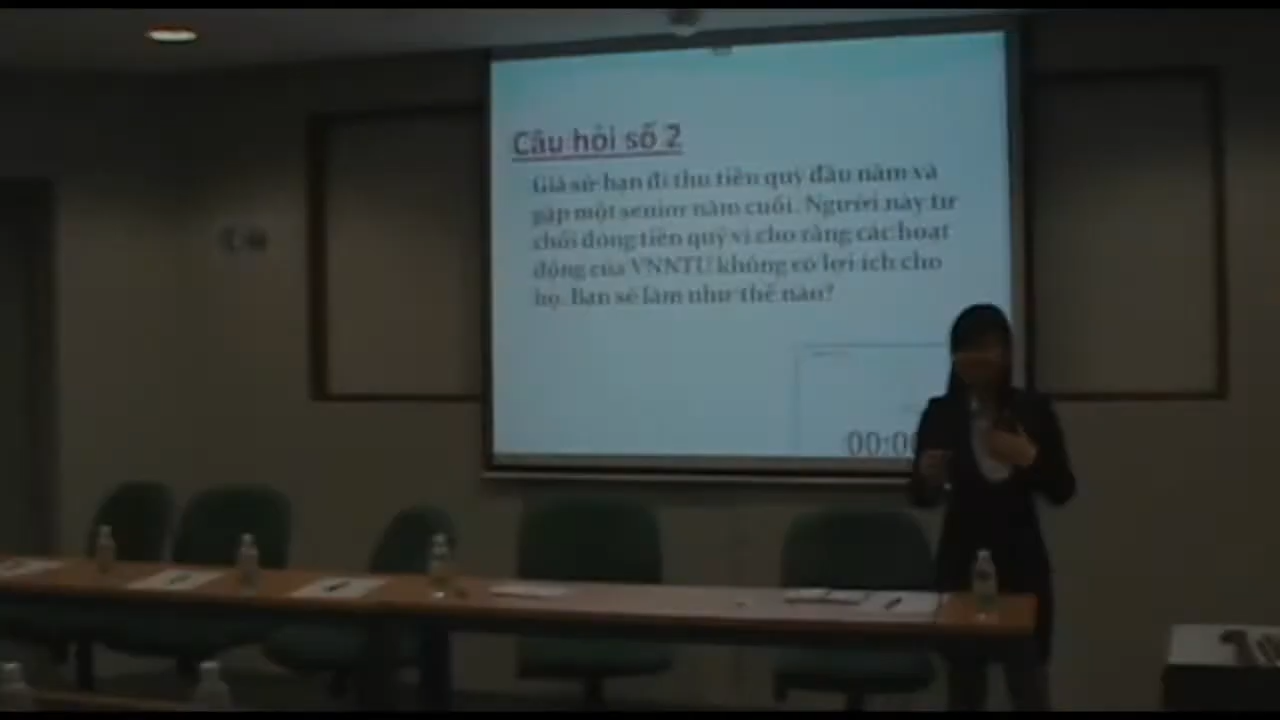 Câu hỏi số 2
Giả sử bạn đi thu tiền quỹ đầu năm và
gặp một senior năm cuối. Người này từ
chối đóng tiền quỹ vì cho rằng các hoạt
động của VNNTU không có lợi ích cho
họ. Bạn sẽ làm như thế nào?